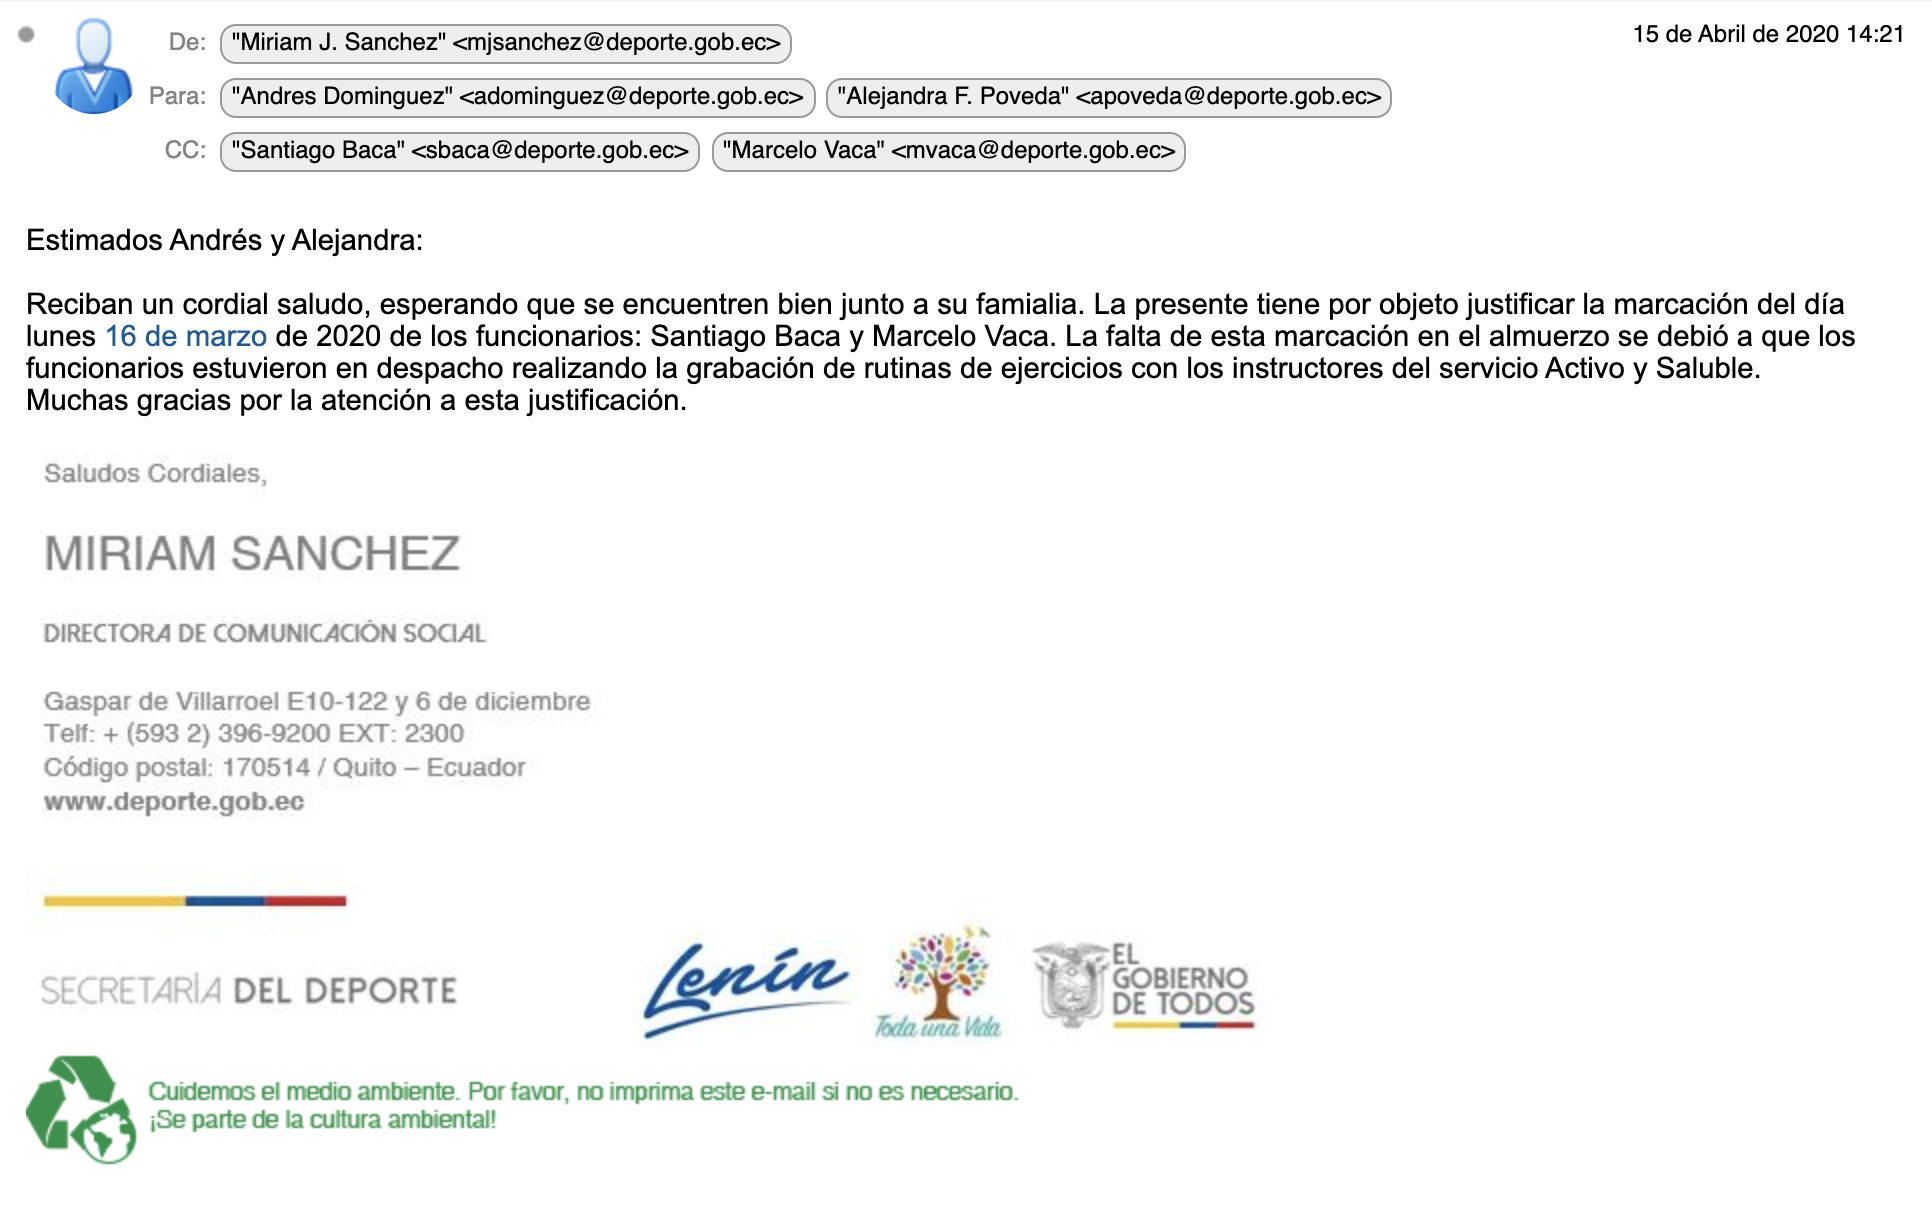 De: "Miriam J. Sanchez" <mjsanchez@deporte.gob.ec>
15 de Abril de 2020 14:21
Para: "Andres Dominguez" <adominguez@deporte.gob.ec> "Alejandra F. Poveda" <apoveda@deporte.gob.ec>
CC: "Santiago Baca" <sbaca@deporte.gob.ec> "Marcelo Vaca" <mvaca@deporte.gob.ec>
Estimados Andrés y Alejandra:
Reciban un cordial saludo, esperando que se encuentren bien junto a su famialia. La presente tiene por objeto justificar la marcación del día
lunes 16 de marzo de 2020 de los funcionarios: Santiago Baca y Marcelo Vaca. La falta de esta marcación en el almuerzo se debió a que los
funcionarios estuvieron en despacho realizando la grabación de rutinas de ejercicios con los instructores del servicio Activo y Saluble.
Muchas gracias por la atención a esta justificación.
Saludos Cordiales,
MIRIAM SANCHEZ
DIRECTORA DE COMUNICACIÓN SOCIAL
Gaspar de Villarroel E10-122 y 6 de diciembre
Telf: + (593 2) 396-9200 EXT: 2300
Código postal: 170514 / Quito – Ecuador
www.deporte.gob.ec
SECRETARÍA DEL DEPORTE
Lenín
Toda una Vida
EL
GOBIERNO
DE TODOS
Cuidemos el medio ambiente. Por favor, no imprima este e-mail si no es necesario.
¡Se parte de la cultura ambiental!